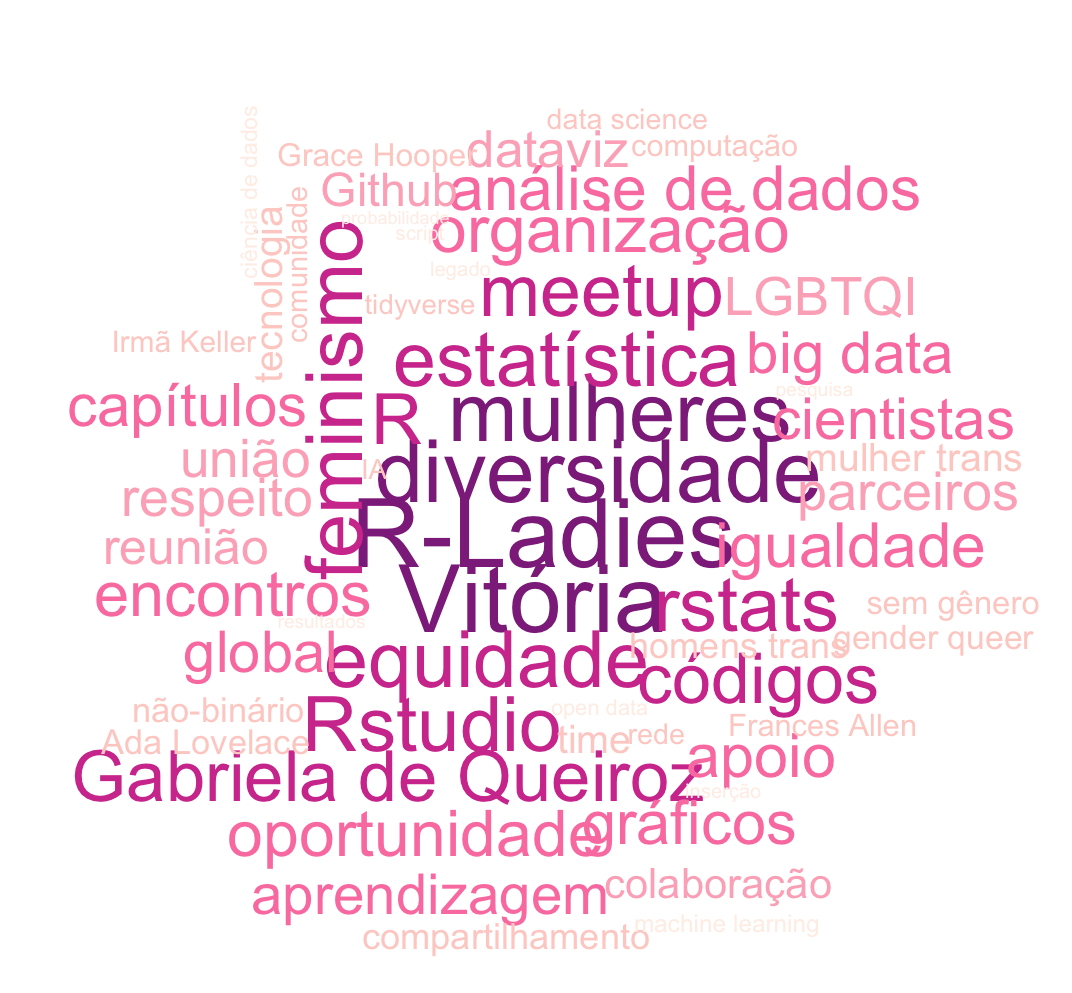 data science
Grace Hooper
dataviz
computação
ciência de dados
Github
análise de dados
probabilidade
script
organização
tecnologia
comunidade
feminismo
legado
meetup
LGBTQI
tidyverse
Irmã Keller
estatística
big data
pesquisa
capítulos
R
mulheres
cientistas
união
IA
diversidade
mulher trans
respeito
parceiros
R-Ladies
reunião
igualdade
encontros
Vitória
rstats
sem gênero
resultados
gender queer
global
equidade
homens trans
códigos
não-binário
open data
Rstudio
Frances Allen
Ada Lovelace
time
rede
apoio
Gabriela de Queiroz
inserção
oportunidade
gráficos
aprendizagem
colaboração
machine learning
compartilhamento